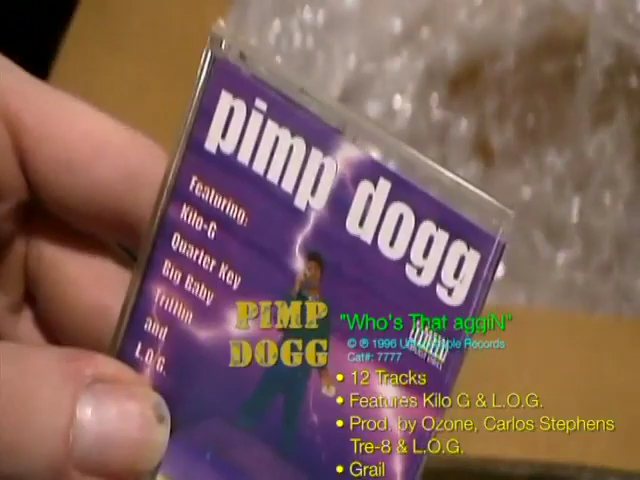 pimp dogg
Featuring:
Kilo-G
Quarter Key
Big Baby
and
L.O.G.
PIMP
DOGG
"Who's That aggiN"
© ℗ 1996 Records
Cat#: 7777
• 12 Tracks
• Features Kilo G & L.O.G.
• Prod. by Ozone, Carlos Stephens
Tre-8 & L.O.G.
• Grail